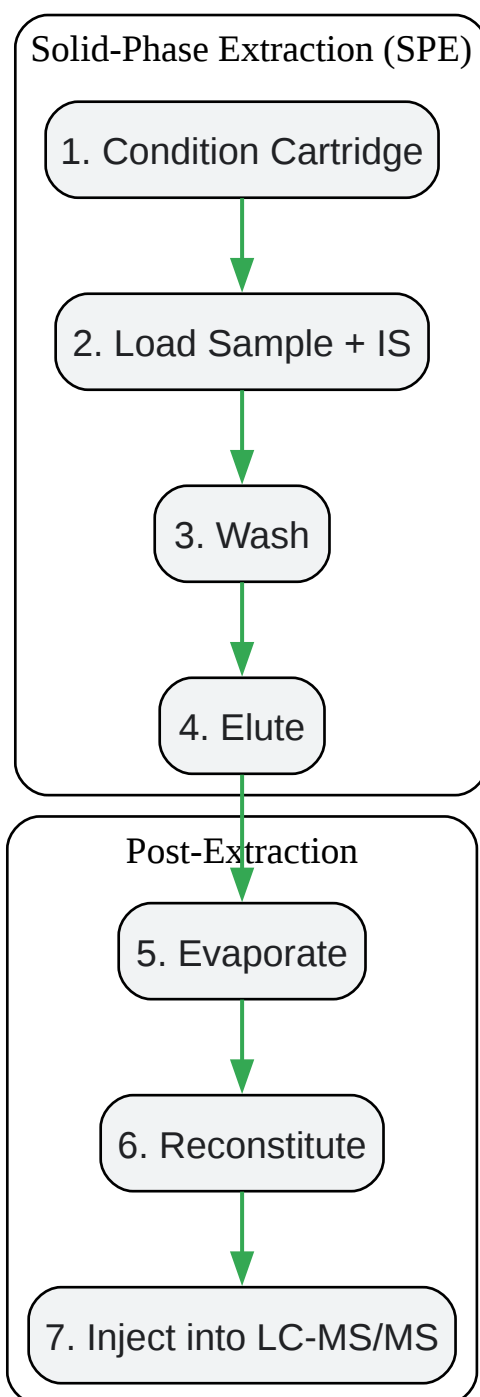 Solid-Phase Extraction (SPE)
1. Condition Cartridge
2. Load Sample + IS
3. Wash
4. Elute
Post-Extraction
5. Evaporate
6. Reconstitute
7. Inject into LC-MS/MS